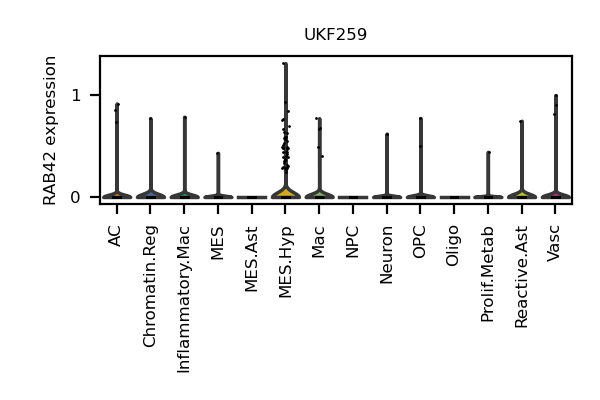 UKF259
RAB42 expression
1
0
AC
Chromatin.Reg
Inflammatory.Mac
MES
MES.Ast
MES.Hyp
Mac
NPC
Neuron
OPC
Oligo
Prolif.Metab
Reactive.Ast
Vasc